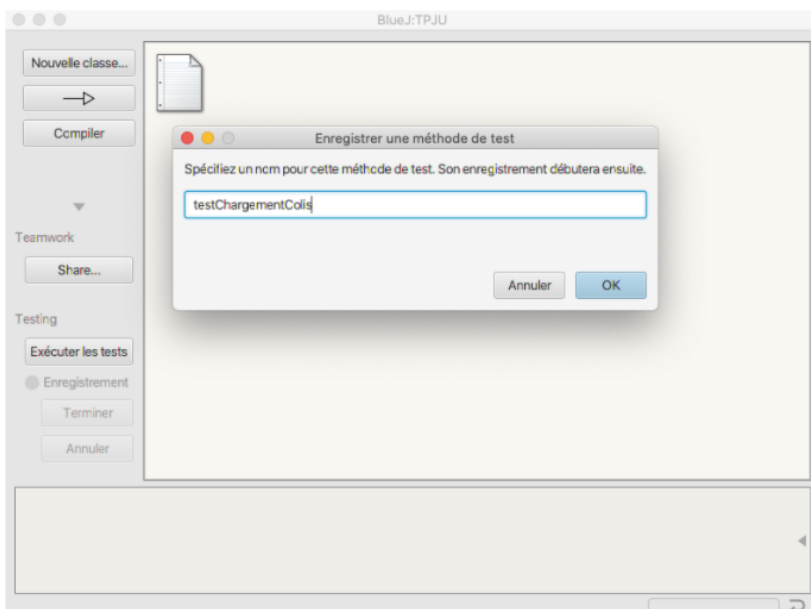 BlueJ:TPJU
Nouvelle classe...
Compiler
Enregistrer une méthode de test
Spécifiez un nom pour cette méthode de test. Son enregistrement débutera ensuite.
testChargementColis
Annuler
OK
Teamwork
Share...
Testing
Exécuter les tests
Enregistrement
Terminer
Annuler